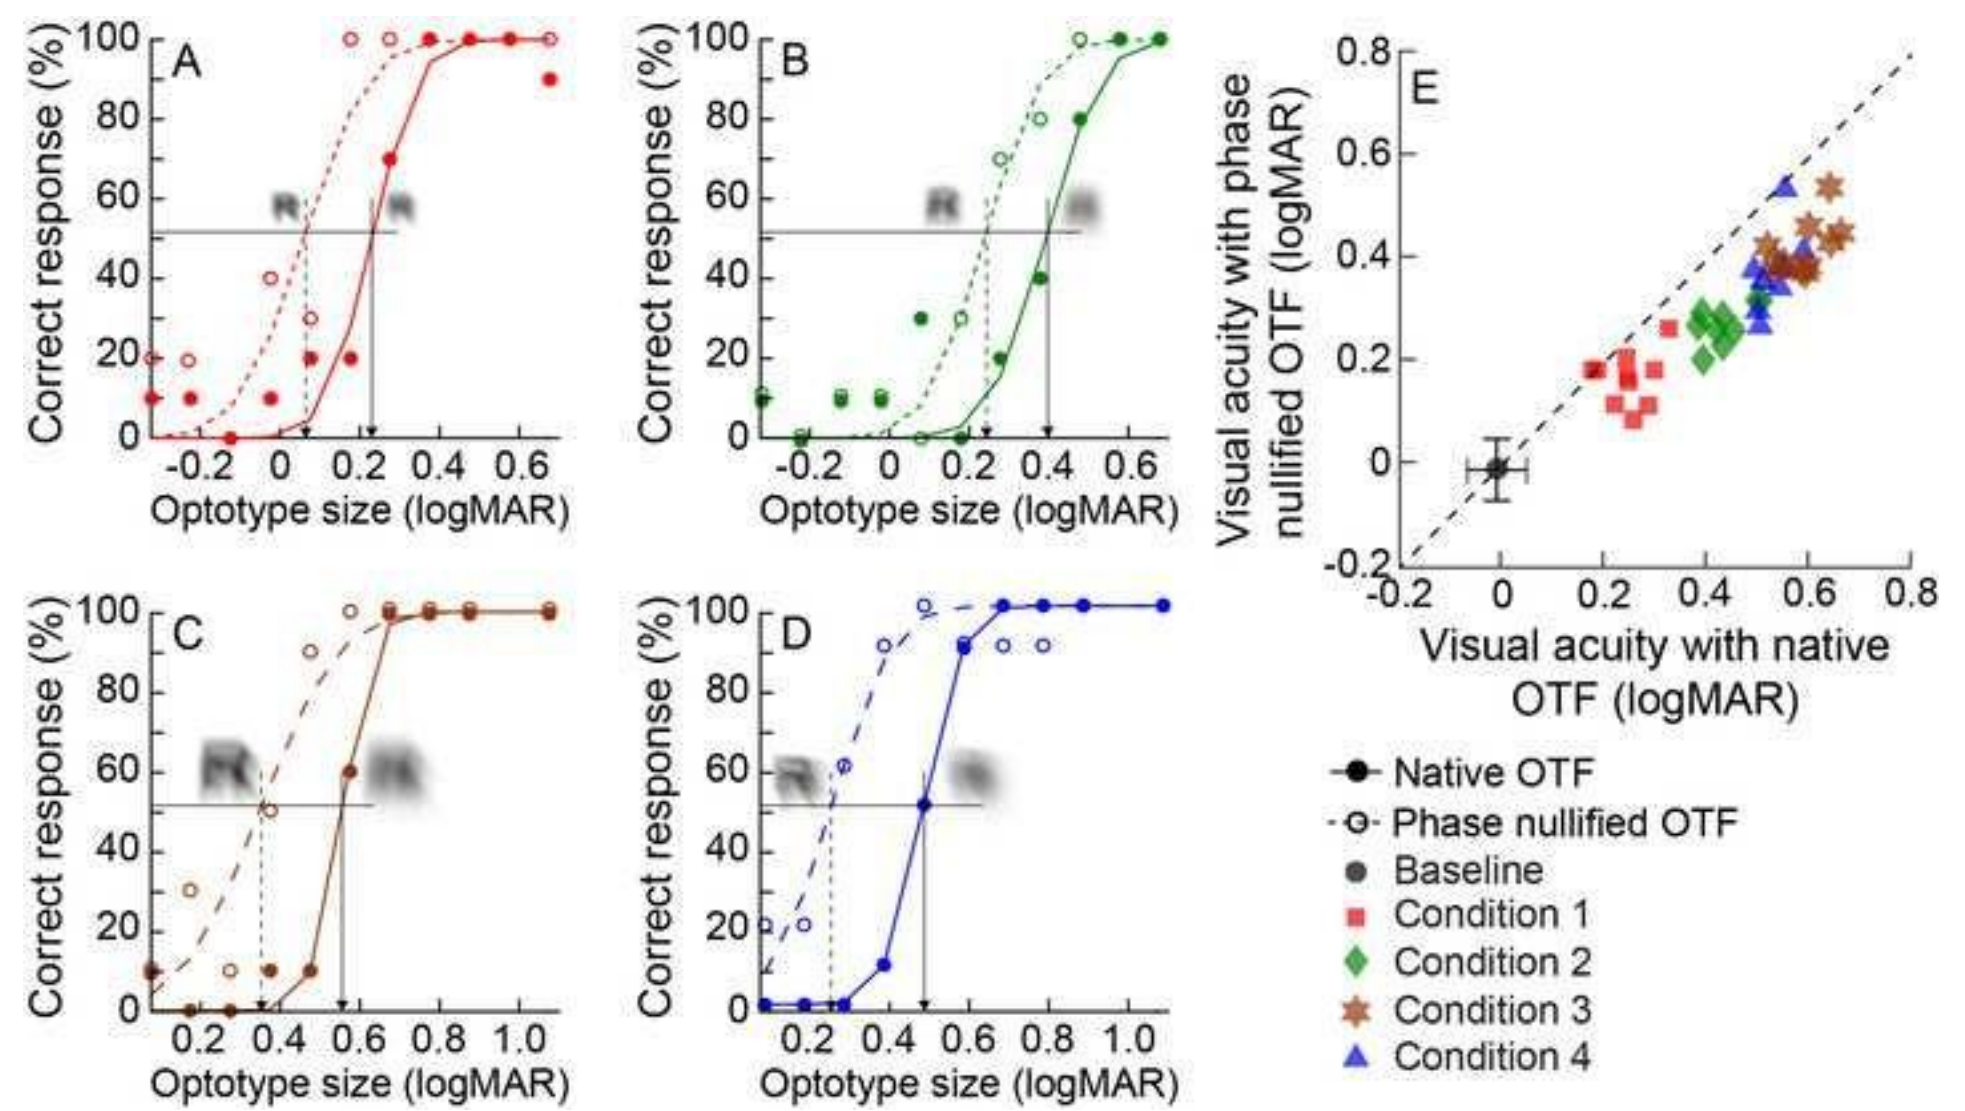 A
Correct response (%)
100
80
60
40
20
0
R
R
-0.2
0
0.2
0.4
0.6
Optotype size (logMAR)
B
Correct response (%)
100
80
60
40
20
0
R
R
-0.2
0
0.2
0.4
0.6
Optotype size (logMAR)
E
Visual acuity with phase
nullified OTF (logMAR)
0.8
0.6
0.4
0.2
0
-0.2
-0.2
0
0.2
0.4
0.6
0.8
Visual acuity with native
OTF (logMAR)
C
Correct response (%)
100
80
60
40
20
0
R
R
0.2
0.4
0.6
0.8
1.0
Optotype size (logMAR)
D
Correct response (%)
100
80
60
40
20
0
R
R
0.2
0.4
0.6
0.8
1.0
Optotype size (logMAR)
Native OTF
Phase nullified OTF
Baseline
Condition 1
Condition 2
Condition 3
Condition 4